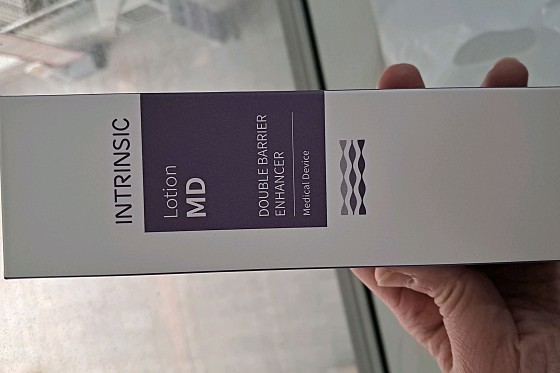 INTRINSIC
Lotion
MD
DOUBLE BARRIER
ENHANCER
Medical Device